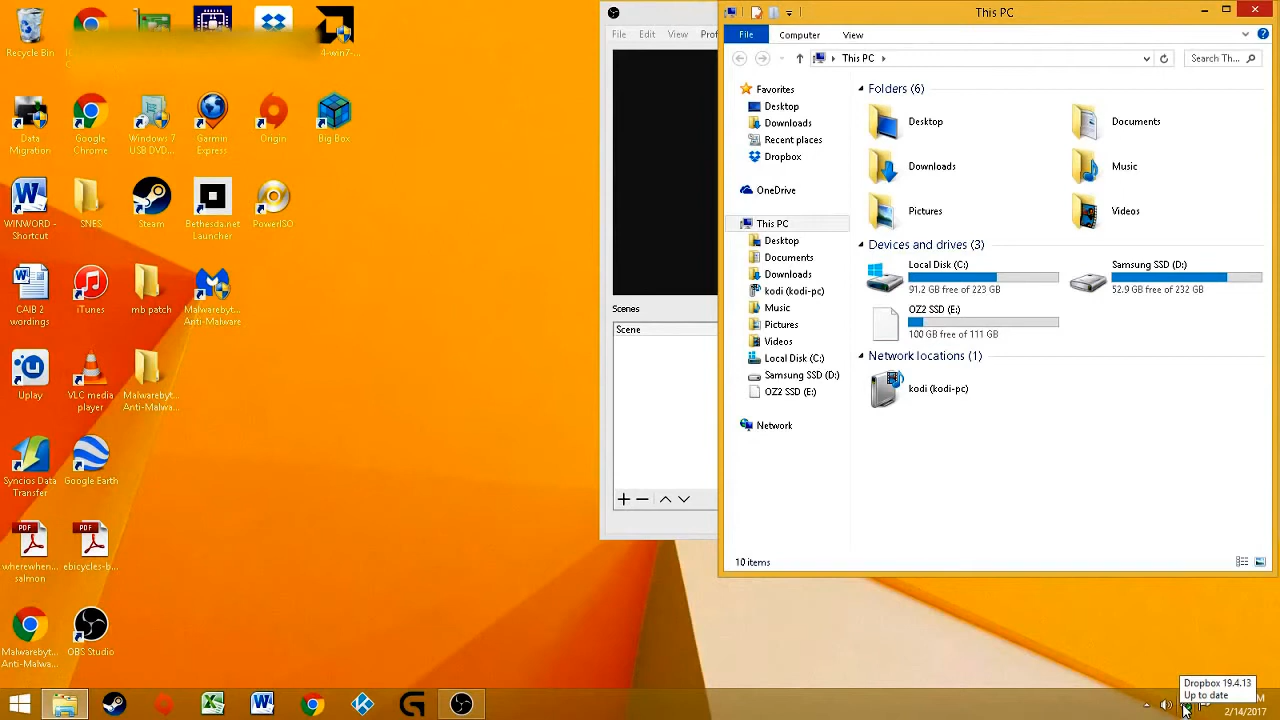 Recycle Bin
4-win7-...
Data
Migration
Google
Chrome
Windows 7
USB DVD...
Garmin
Express
Origin
Big Box
WINWORD -
Shortcut
SNES
Steam
Bethesda.net
Launcher
PowerISO
CAIB 2
wordings
iTunes
mb patch
Malwarebyte
Anti-Malware
Uplay
VLC media
player
Malwarebyt...
Anti-Malwa...
Syncios Data
Transfer
Google Earth
PDF
wherewhen...
salmon
PDF
ebicycles-b...
Malwarebyt...
Anti-Malwa...
OBS Studio
File Edit View Prof
Scenes
Scene
This PC
File Computer View
This PC
Search Th...
Favorites
Desktop
Downloads
Recent places
Dropbox
OneDrive
This PC
Desktop
Documents
Downloads
kodi (kodi-pc)
Music
Pictures
Videos
Local Disk (C:)
Samsung SSD (D:)
OZ2 SSD (E:)
Network
Folders (6)
Desktop
Documents
Downloads
Music
Pictures
Videos
Devices and drives (3)
Local Disk (C:)
91.2 GB free of 223 GB
Samsung SSD (D:)
52.9 GB free of 232 GB
OZ2 SSD (E:)
100 GB free of 111 GB
Network locations (1)
kodi (kodi-pc)
10 items
Dropbox 19.4.13
Up to date
2/14/2017